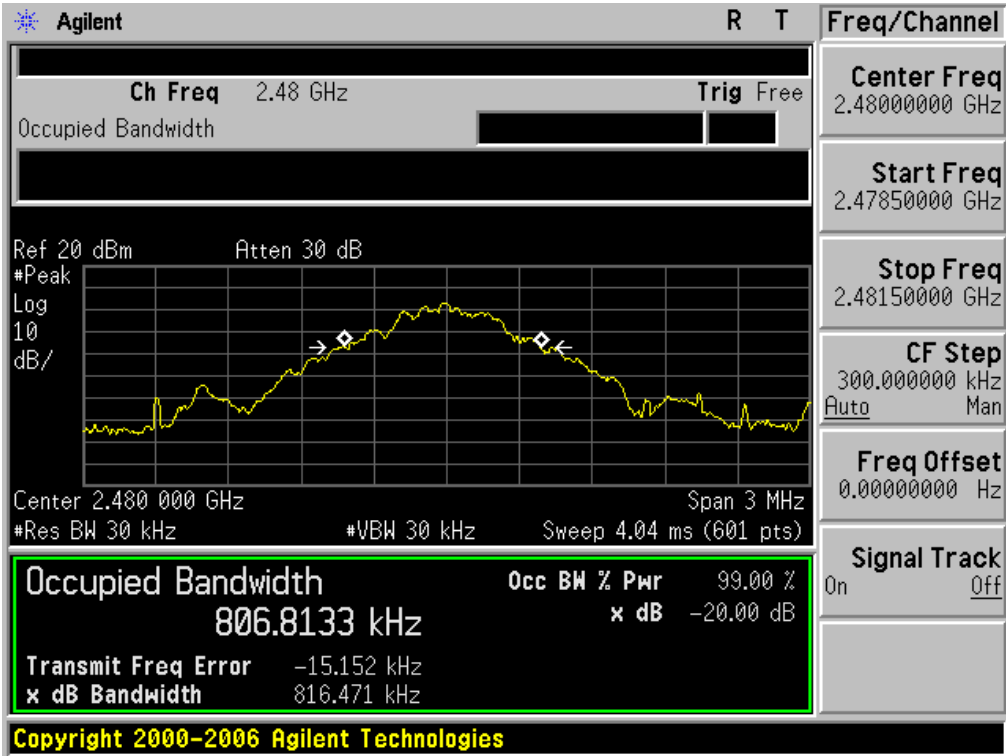 Agilent R T
Freq/Channel
Ch Freq 2.48 GHz Trig Free
Occupied Bandwidth
Ref 20 dBm Atten 30 dB
#Peak
Log
10
dB/
Center 2.480 000 GHz Span 3 MHz
#Res BW 30 kHz #VBW 30 kHz Sweep 4.04 ms (601 pts)
Occupied Bandwidth Occ BW % Pwr 99.00 %
806.8133 kHz x dB -20.00 dB
Transmit Freq Error -15.152 kHz
x dB Bandwidth 816.471 kHz
Copyright 2000-2006 Agilent Technologies
Center Freq
2.48000000 GHz
Start Freq
2.47850000 GHz
Stop Freq
2.48150000 GHz
CF Step
300.000000 kHz
Auto Man
Freq Offset
0.00000000 Hz
Signal Track
On Off